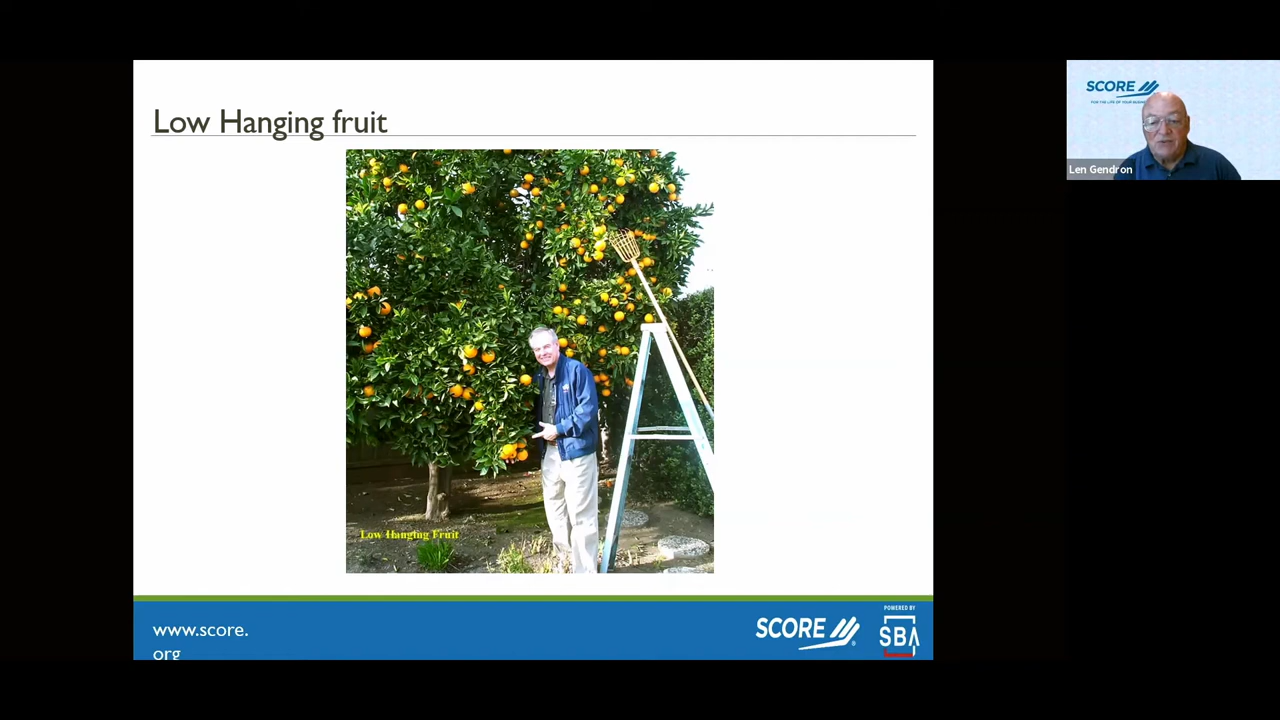 Low Hanging fruit
SCORE
FOR THE LIFE OF YOUR BUSINESS
Len Gendron
Low Hanging Fruit
www.score.
org
SCORE
POWERED BY
SBA